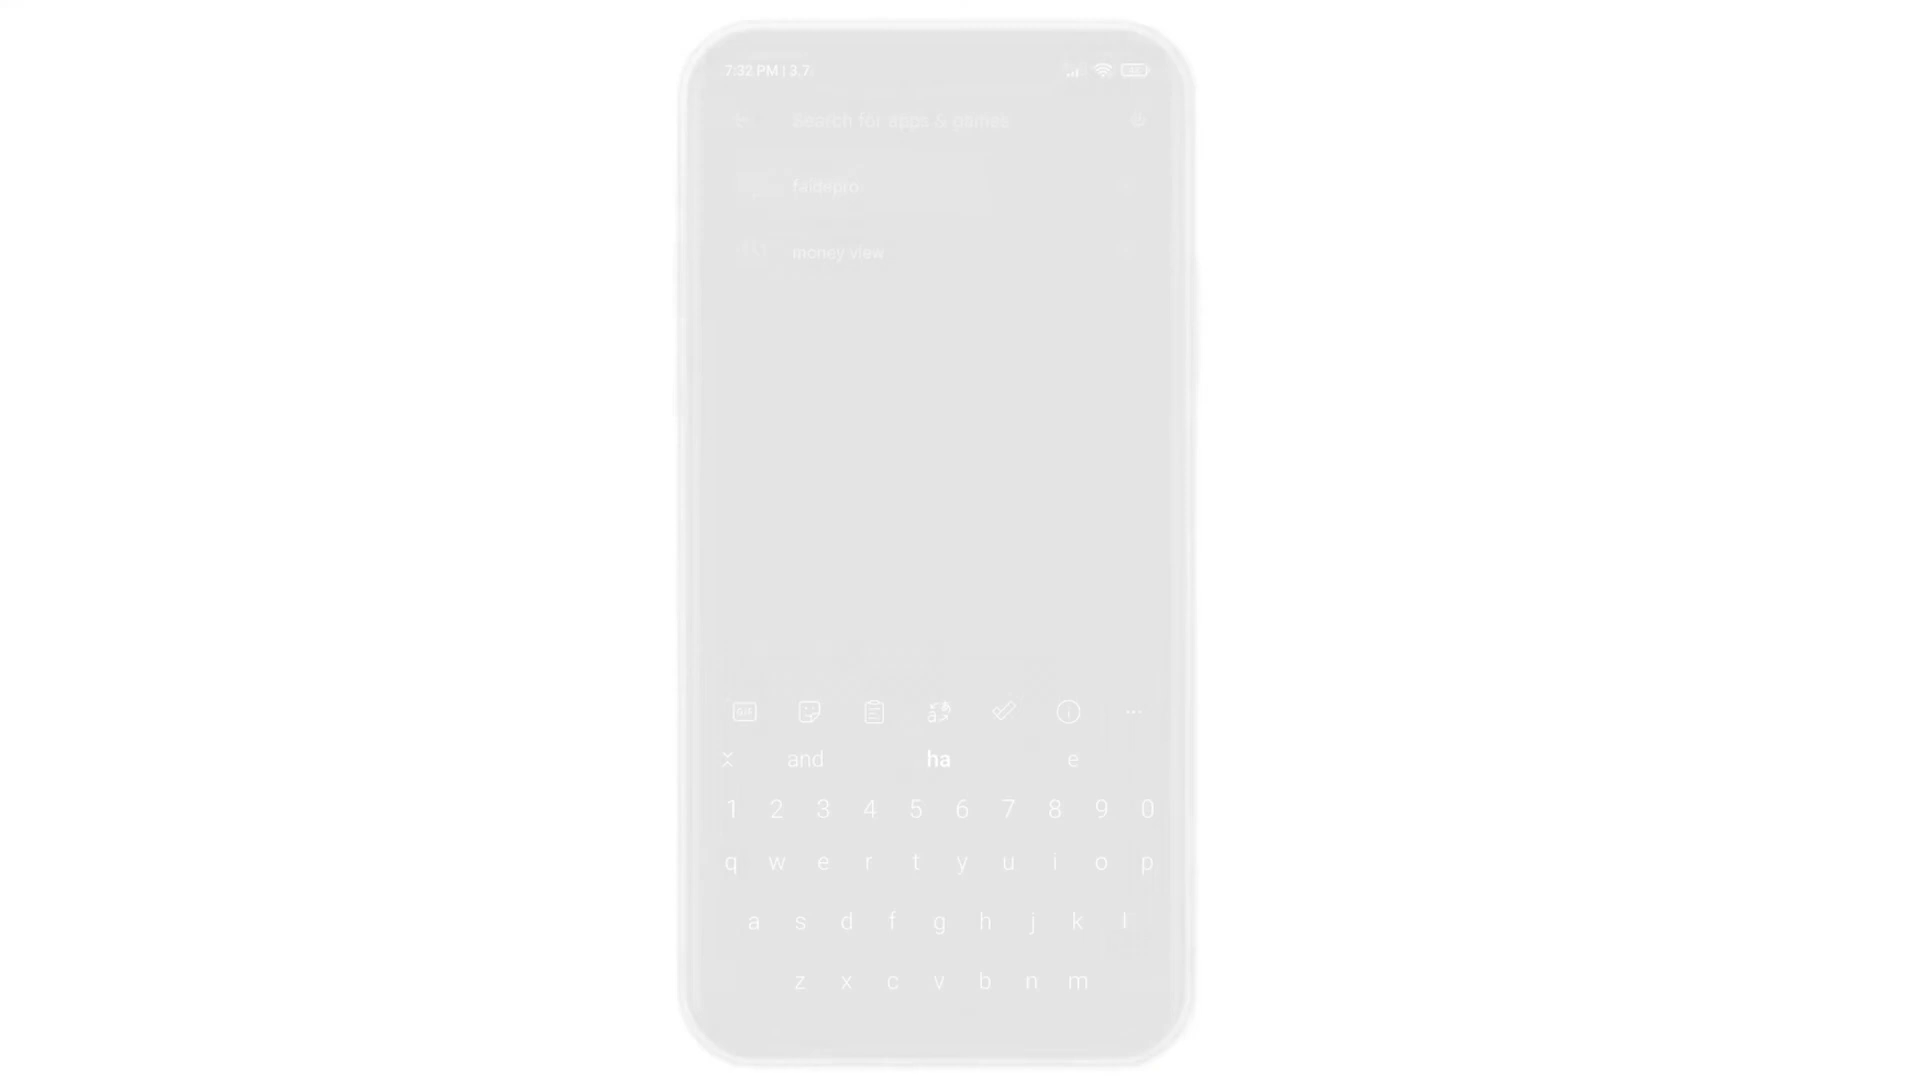 7:32 PM | 3.7
Search for apps & games
faidepro
money view
GIF
and ha e
1 2 3 4 5 6 7 8 9 0
q w e r t y u i o p
a s d f g h j k l
z x c v b n m